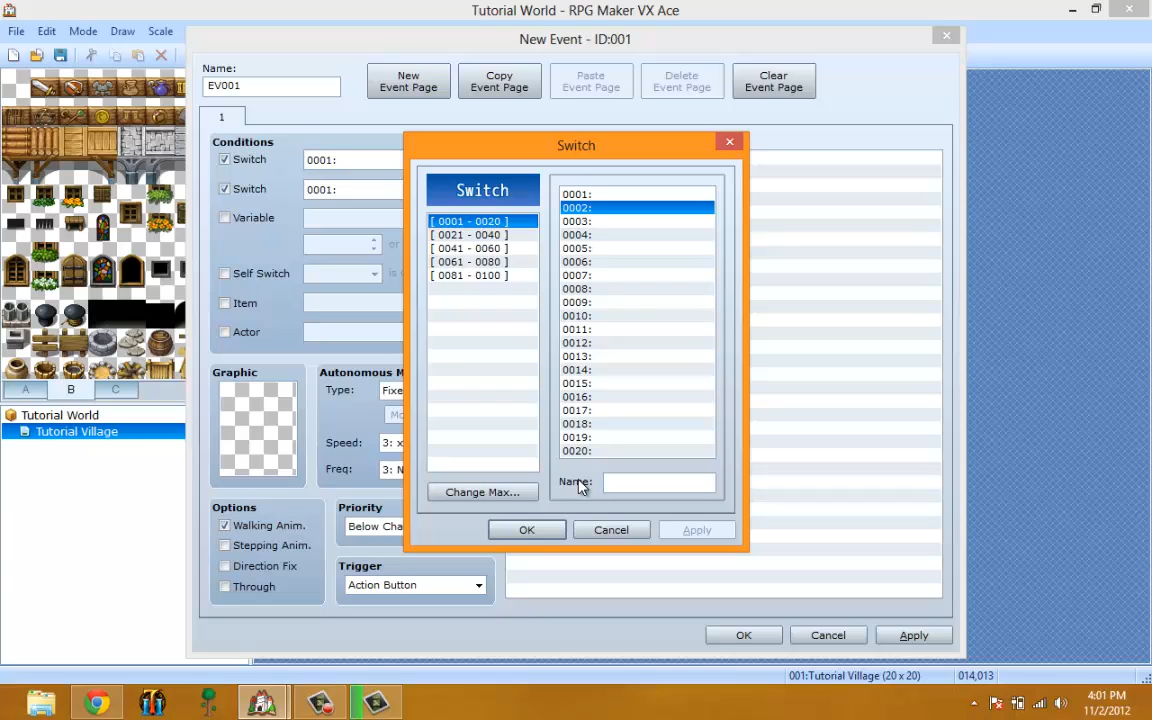 Tutorial World - RPG Maker VX Ace
File Edit Mode Draw Scale
New Event - ID:001
Name:
EV001
New
Event Page
Copy
Event Page
Paste
Event Page
Delete
Event Page
Clear
Event Page
1
Conditions
Switch 0001:
Switch 0001:
Variable
or
Self Switch
is
Item
Actor
Graphic
Autonomous M
Type: Fixe
Mo
Speed: 3: x
Freq: 3: N
Options
Walking Anim.
Stepping Anim.
Direction Fix
Through
Priority
Below Cha
Trigger
Action Button
OK Cancel Apply
Switch
Switch
[ 0001 - 0020 ]
[ 0021 - 0040 ]
[ 0041 - 0060 ]
[ 0061 - 0080 ]
[ 0081 - 0100 ]
Change Max...
0001:
0002:
0003:
0004:
0005:
0006:
0007:
0008:
0009:
0010:
0011:
0012:
0013:
0014:
0015:
0016:
0017:
0018:
0019:
0020:
Name:
OK Cancel Apply
A B C
Tutorial World
Tutorial Village
001:Tutorial Village (20 x 20) 014,013
4:01 PM
11/2/2012